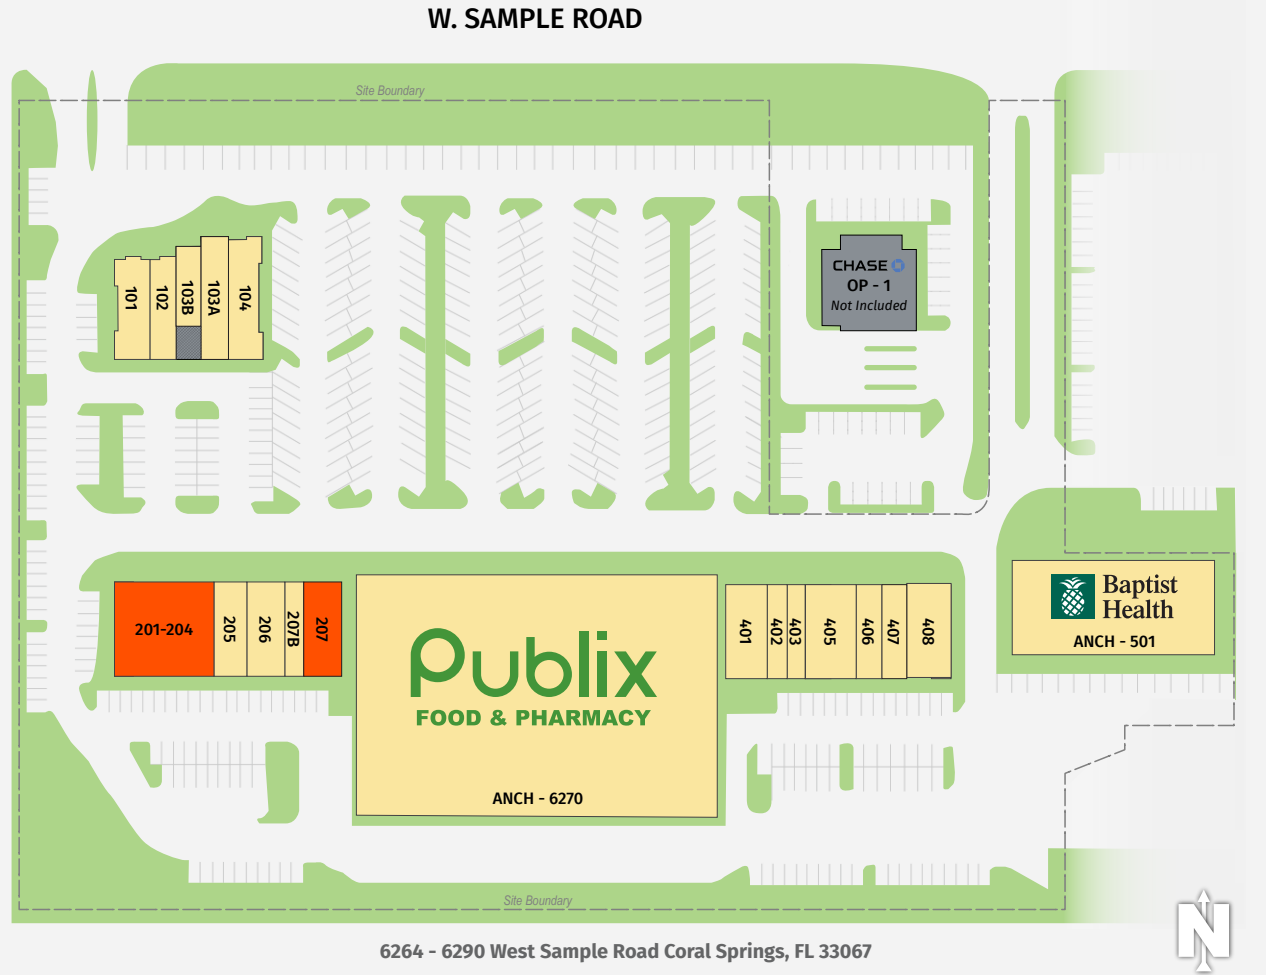 W. SAMPLE ROAD
Site Boundary
CHASE
OP - 1
Not Included
101
102
103B
103A
104
201-204
205
206
207B
207
Publix
FOOD & PHARMACY
ANCH - 6270
401
402
403
405
406
407
408
Baptist
Health
ANCH - 501
Site Boundary
N
6264 - 6290 West Sample Road Coral Springs, FL 33067